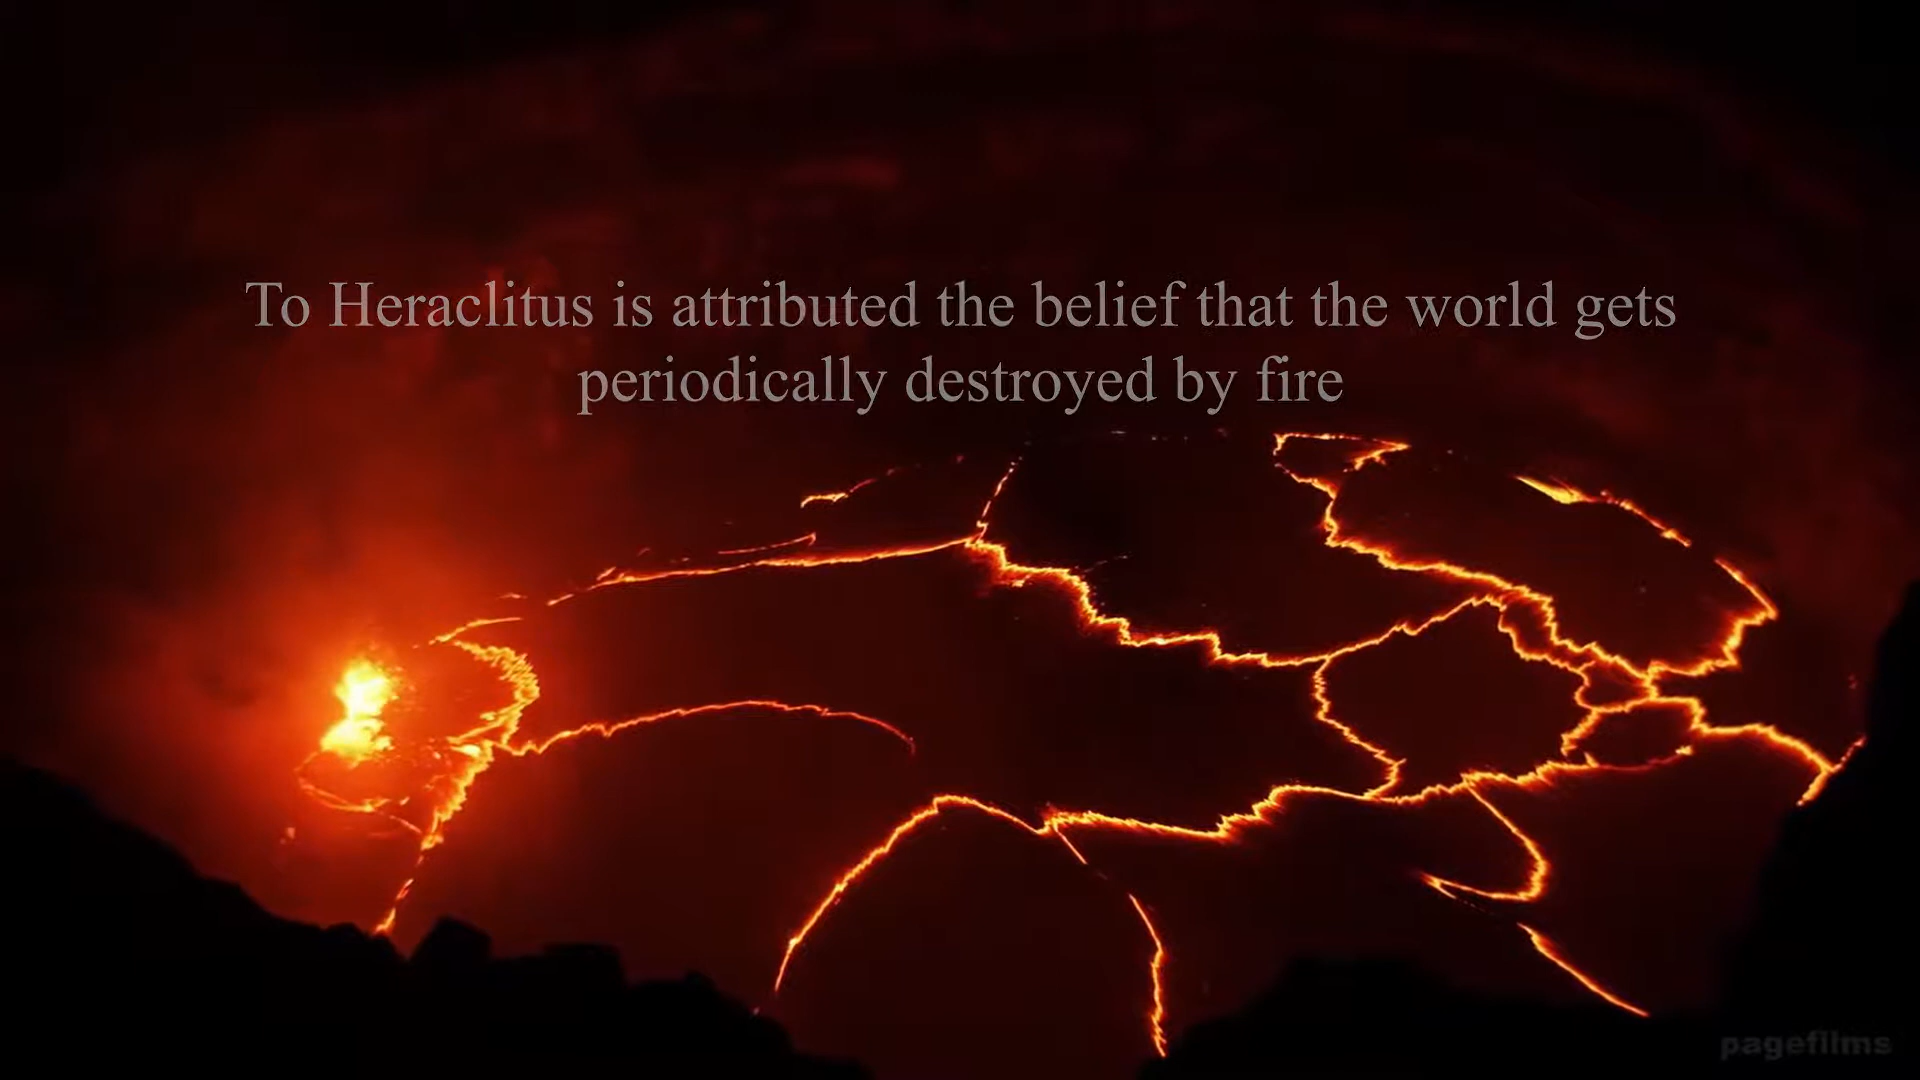 To Heraclitus is attributed the belief that the world gets
periodically destroyed by fire
pagefilms